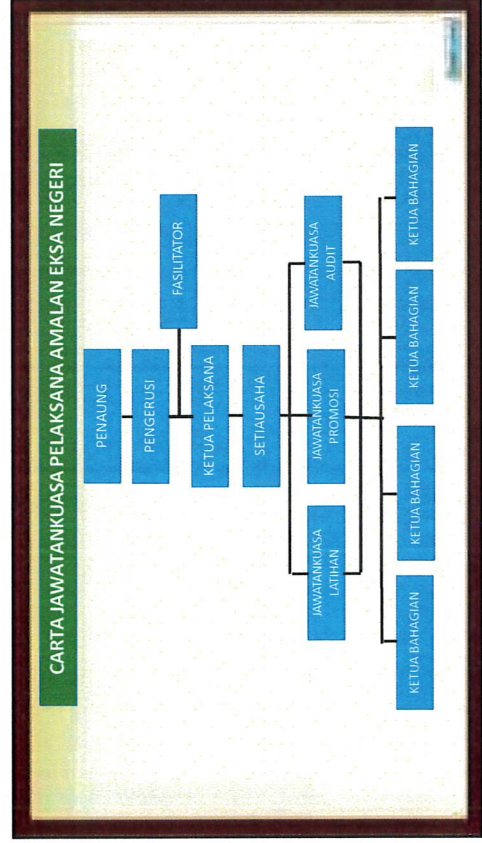 CARTA JAWATANKUASA PELAKSANA AMALAN EKSA NEGERI
PENAUNG
PENGERUSI
FASILITATOR
KETUA PELAKSANA
SETIAUSAHA
JAWATANKUASA
LATIHAN
JAWATANKUASA
PROMOSI
JAWATANKUASA
AUDIT
KETUA BAHAGIAN
KETUA BAHAGIAN
KETUA BAHAGIAN
KETUA BAHAGIAN